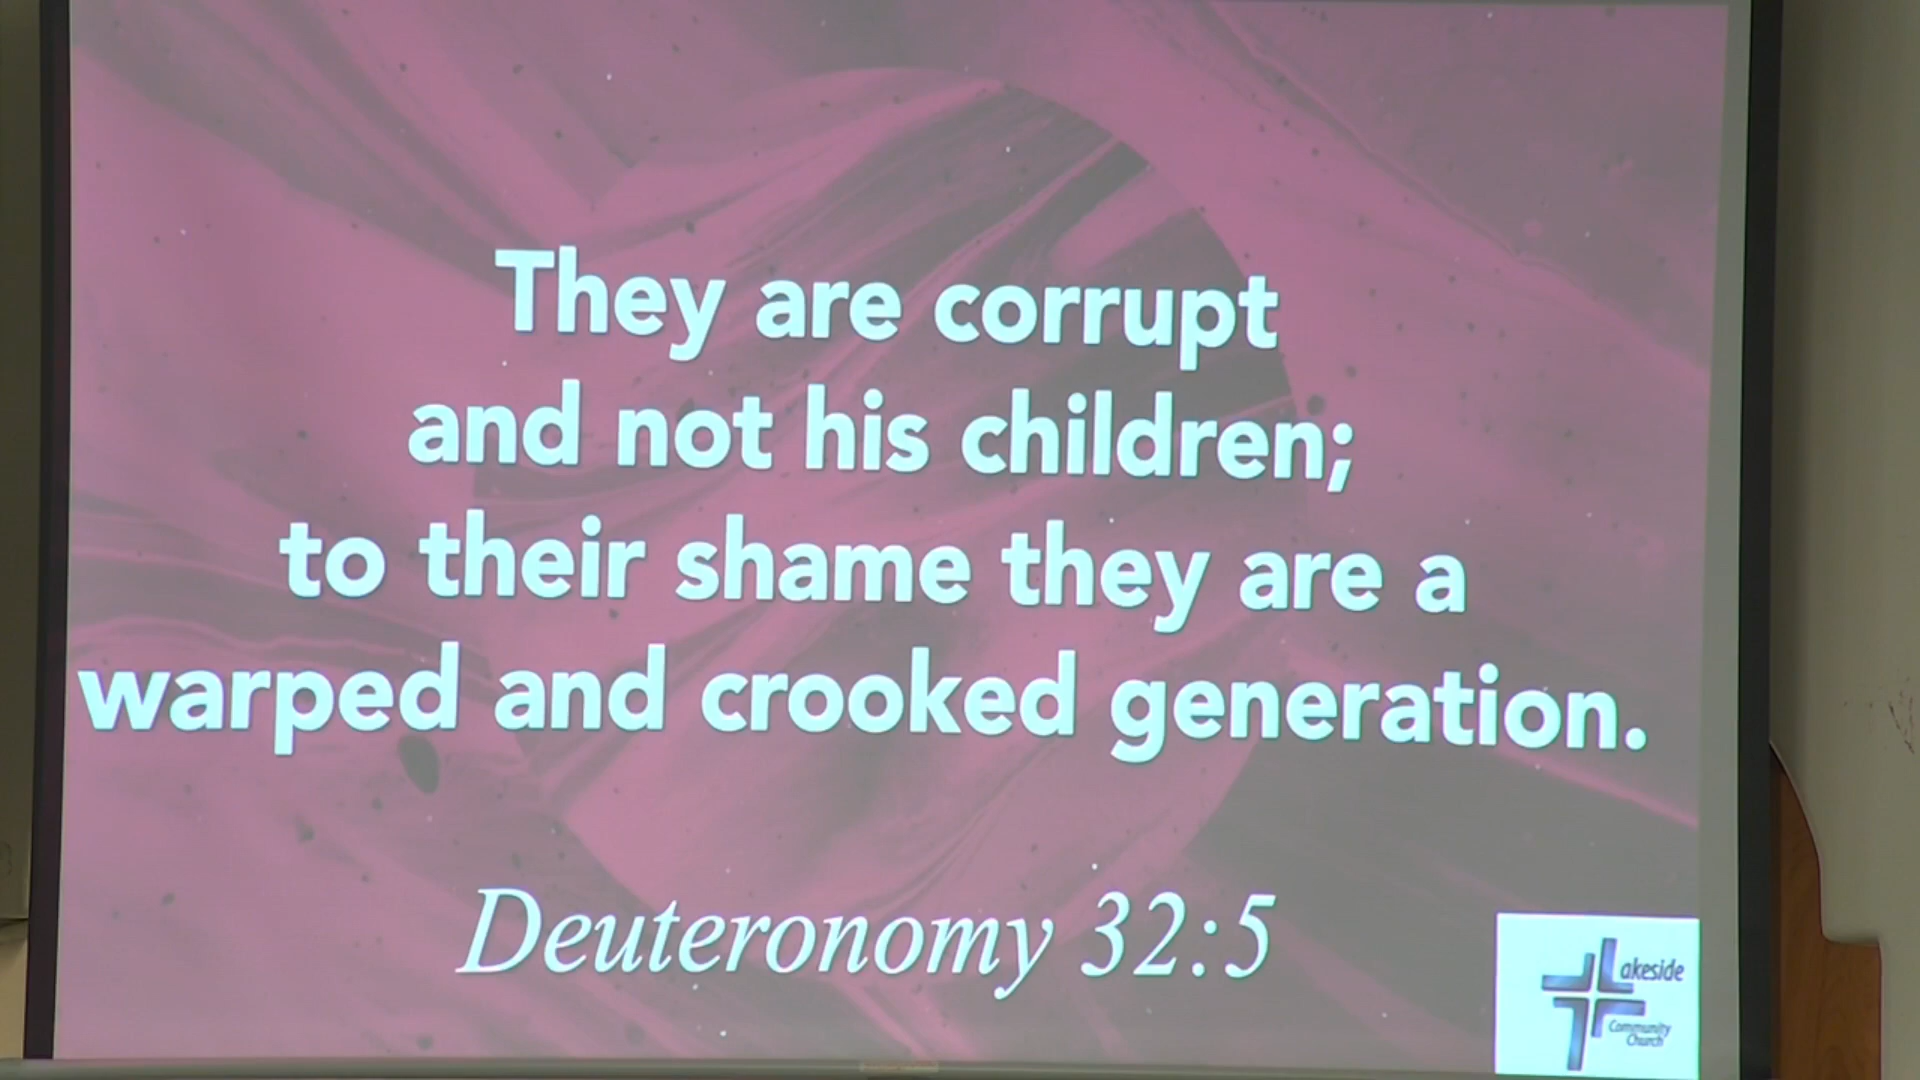 They are corrupt
and not his children;
to their shame they are a
warped and crooked generation.
Deuteronomy 32:5
Lakeside
Community
Church